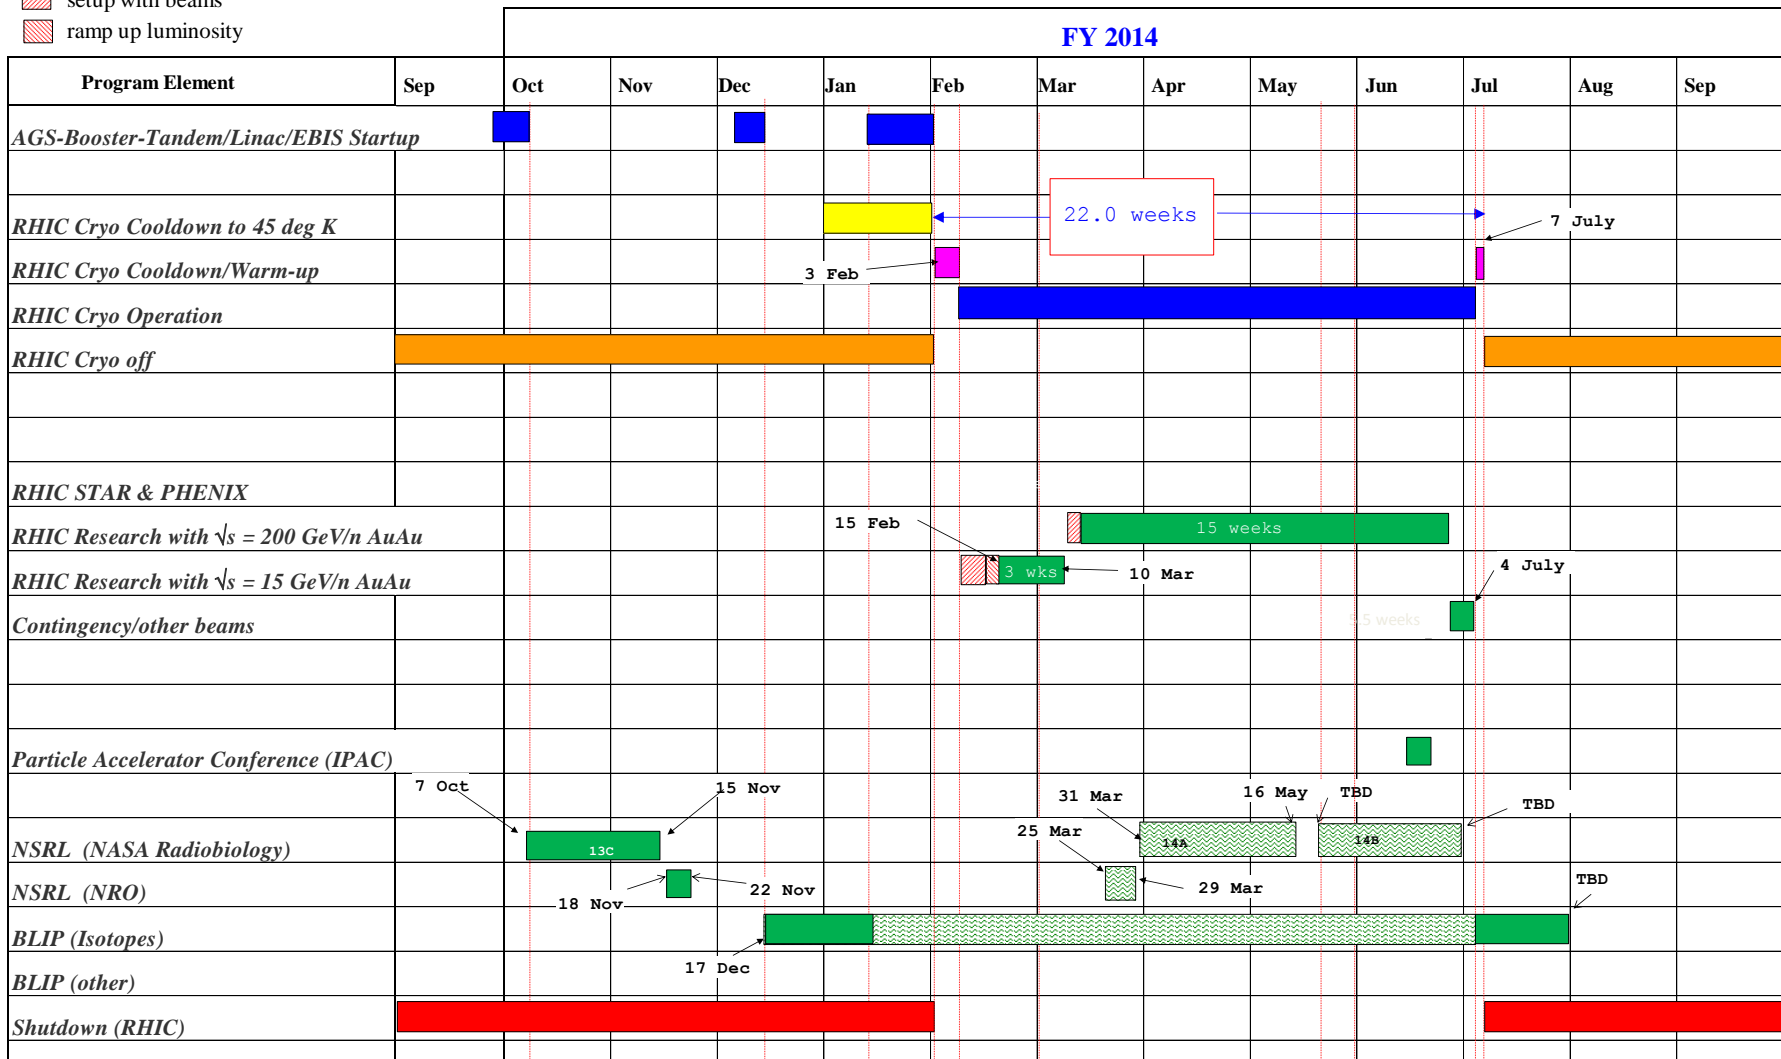 setup with beams
ramp up luminosity
FY 2014
Program Element Sep Oct Nov Dec Jan Feb Mar Apr May Jun Jul Aug Sep
AGS-Booster-Tandem/Linac/EBIS Startup
22.0 weeks
RHIC Cryo Cooldown to 45 deg K
7 July
RHIC Cryo Cooldown/Warm-up
3 Feb
RHIC Cryo Operation
RHIC Cryo off
RHIC STAR & PHENIX
15 Feb
RHIC Research with √s = 200 GeV/n AuAu
15 weeks
RHIC Research with √s = 15 GeV/n AuAu
3 wks
10 Mar
4 July
Contingency/other beams
weeks
Particle Accelerator Conference (IPAC)
7 Oct
15 Nov
31 Mar
16 May
TBD
TBD
25 Mar
NSRL (NASA Radiobiology)
13C
14A
14B
NSRL (NRO)
18 Nov
22 Nov
29 Mar
TBD
BLIP (Isotopes)
17 Dec
BLIP (other)
Shutdown (RHIC)